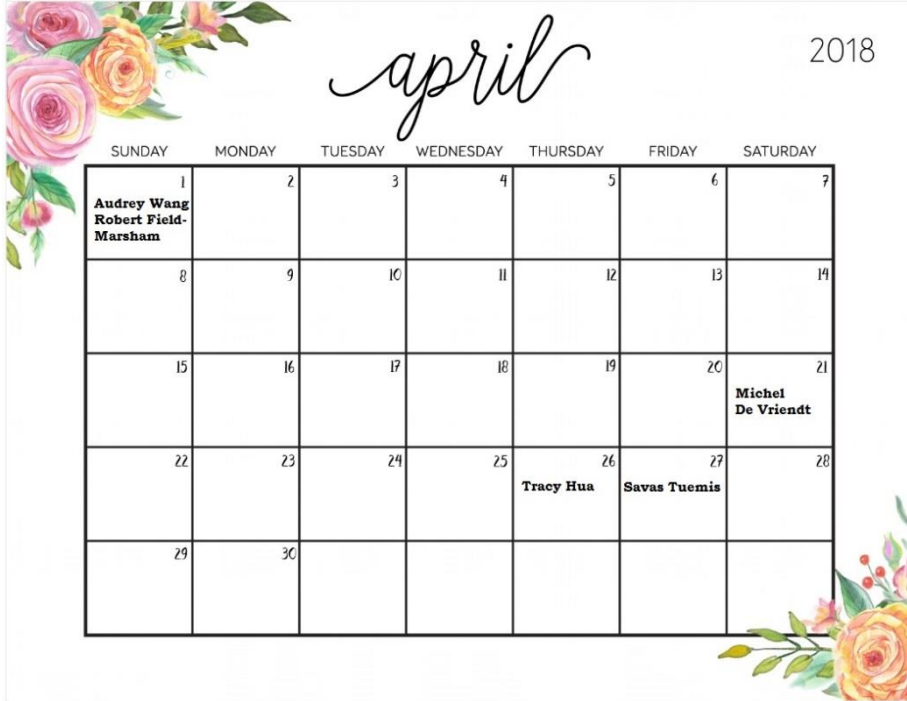 april
2018
SUNDAY MONDAY TUESDAY WEDNESDAY THURSDAY FRIDAY SATURDAY
1 2 3 4 5 6 7
Audrey Wang
Robert Field-
Marsham
8 9 10 11 12 13 14
15 16 17 18 19 20 21
Michel
De Vriendt
22 23 24 25 26 27 28
Tracy Hua Savas Tuemis
29 30